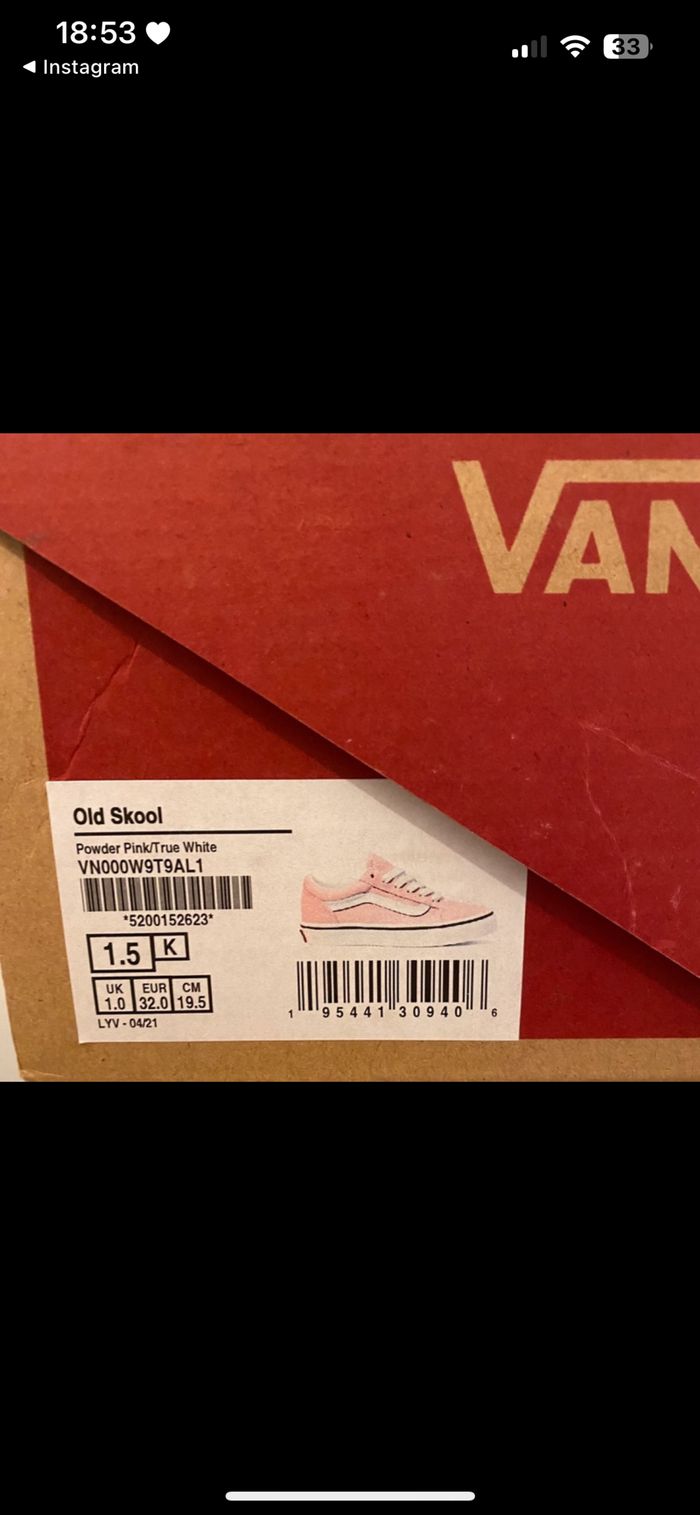 18:53
33
Instagram
VAN
Old Skool
Powder Pink/True White
VN000W9T9AL1
*5200152623*
1.5 K
UK EUR CM
1.0 32.0 19.5
LYV - 04/21
1 95441 30940 6